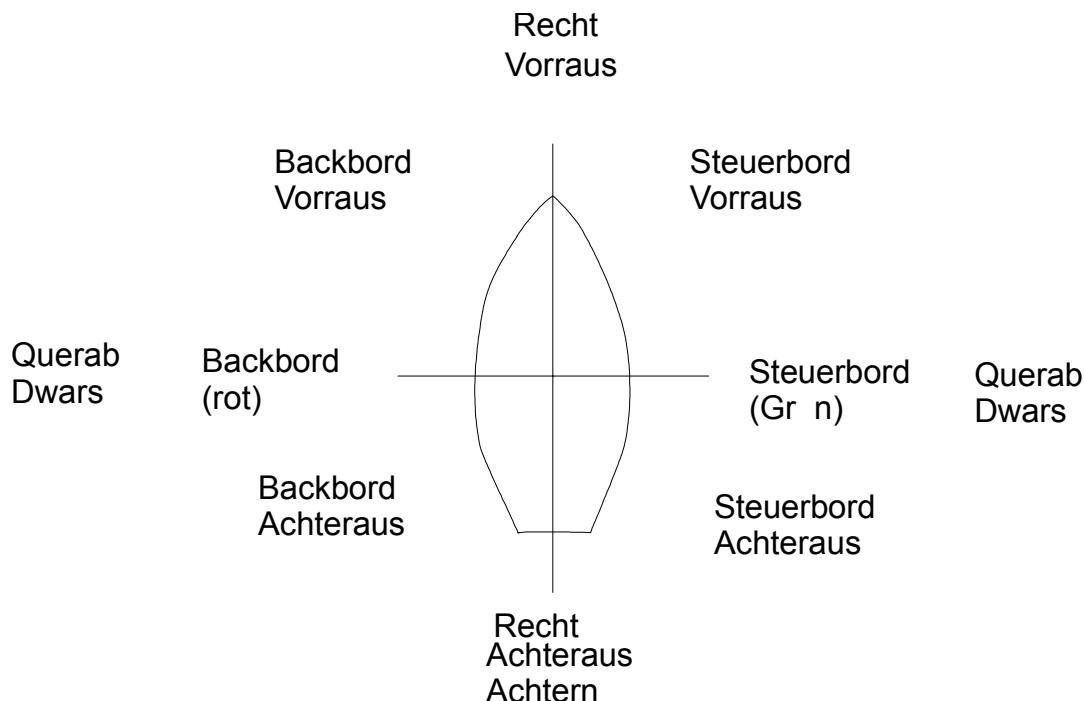 Recht
Vorraus
Backbord
Vorraus
Steuerbord
Vorraus
Querab
Dwars
Backbord
(rot)
Steuerbord
(Gr n)
Querab
Dwars
Backbord
Achteraus
Steuerbord
Achteraus
Recht
Achteraus
Achtern